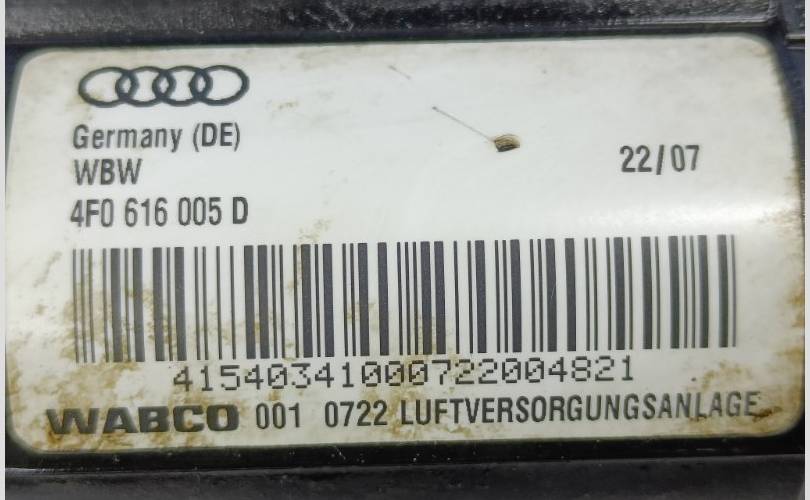 Germany (DE)
WBW
22/07
4F0 616 005 D
41540341000722004821
WABCO 001 0722 LUFTVERSORGUNGSANLAGE